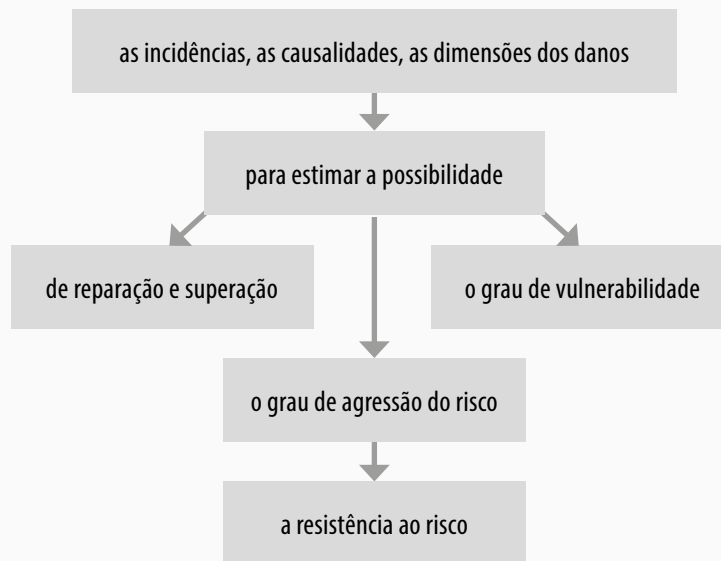 as incidências, as causalidades, as dimensões dos danos
para estimar a possibilidade
de reparação e superação
o grau de vulnerabilidade
o grau de agressão do risco
a resistência ao risco